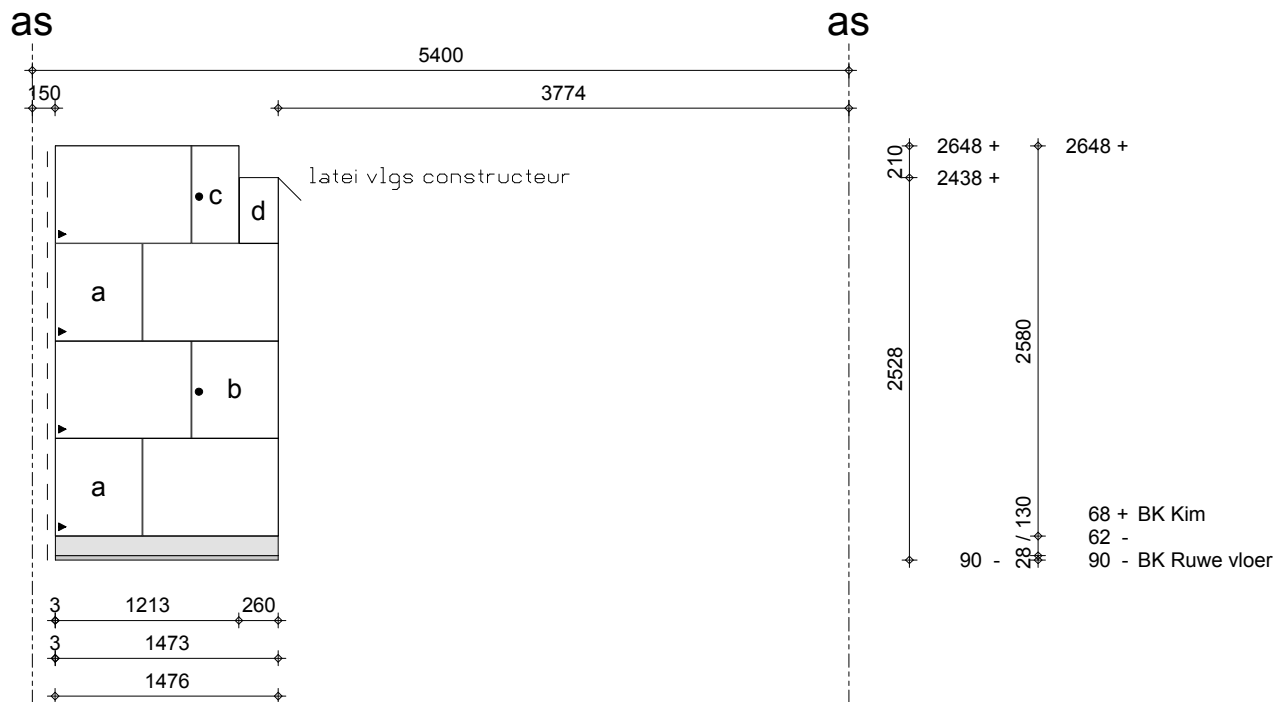 as as
5400
150 3774
2648 + 2648 +
210
latei vlgs constructeur 2438 +
c
d
a
2528 2580
b
a
28 / 130
68 + BK Kim
62 -
90 - 90 - BK Ruwe vloer
3 1213 260
3 1473
1476